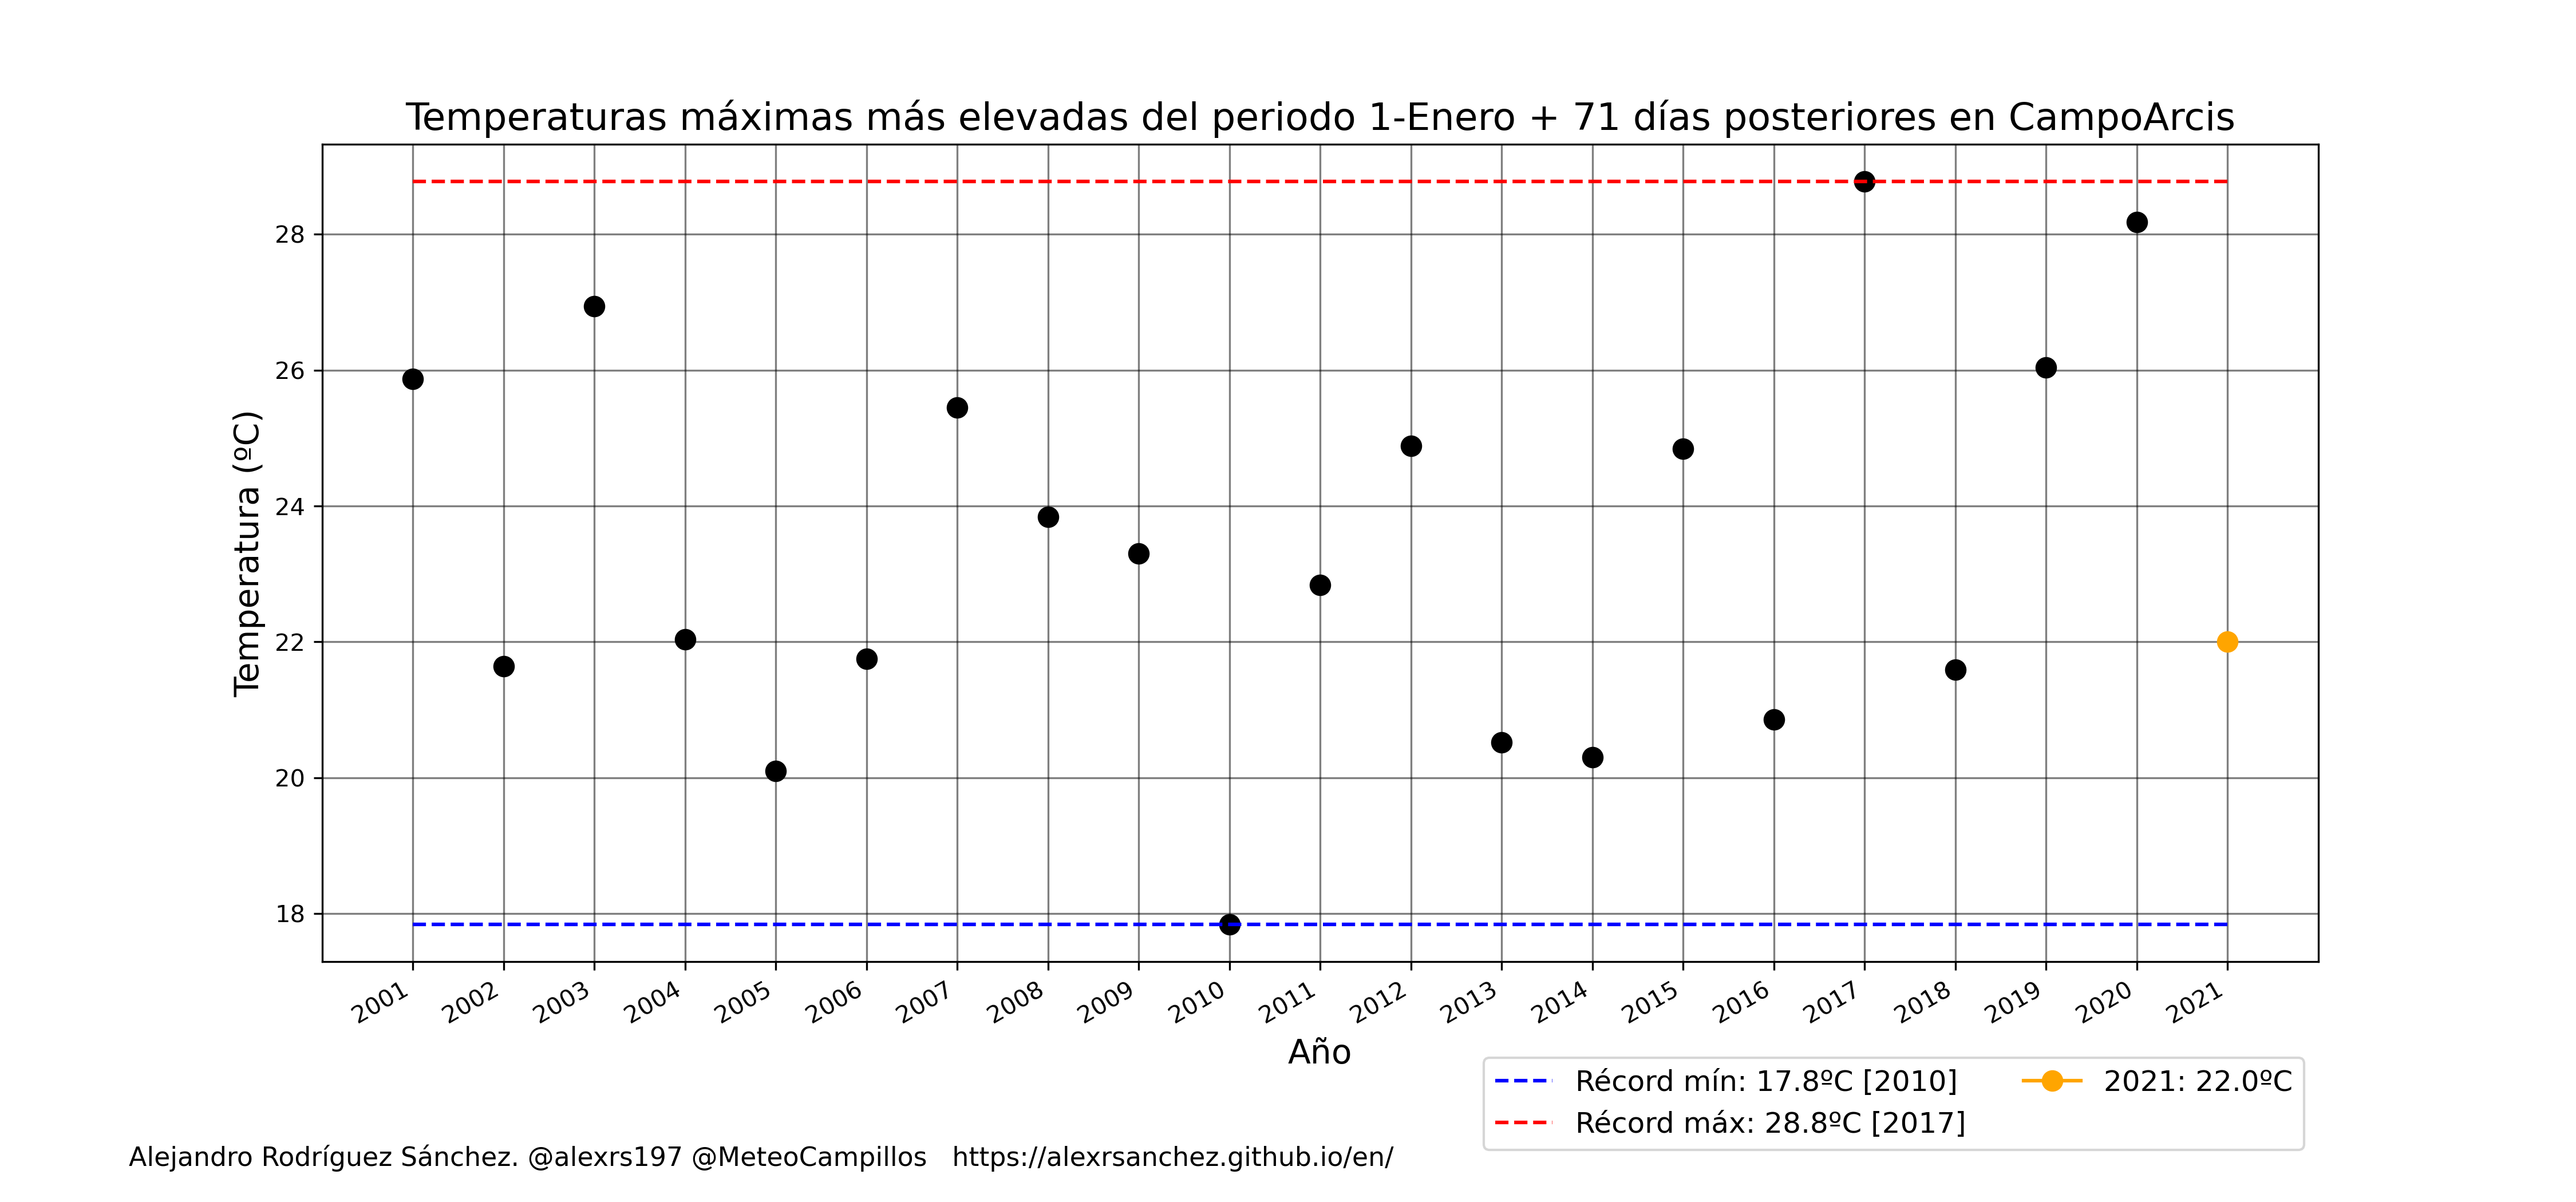 Temperaturas máximas más elevadas del periodo 1-Enero + 71 días posteriores en CampoArcis
Temperatura (ºC)
28
26
24
22
20
18
2001 2002 2003 2004 2005 2006 2007 2008 2009 2010 2011 2012 2013 2014 2015 2016 2017 2018 2019 2020 2021
Año
Récord mín: 17.8ºC [2010]
Récord máx: 28.8ºC [2017]
2021: 22.0ºC
Alejandro Rodríguez Sánchez. @alexrs197 @MeteoCampillos https://alexrsanchez.github.io/en/